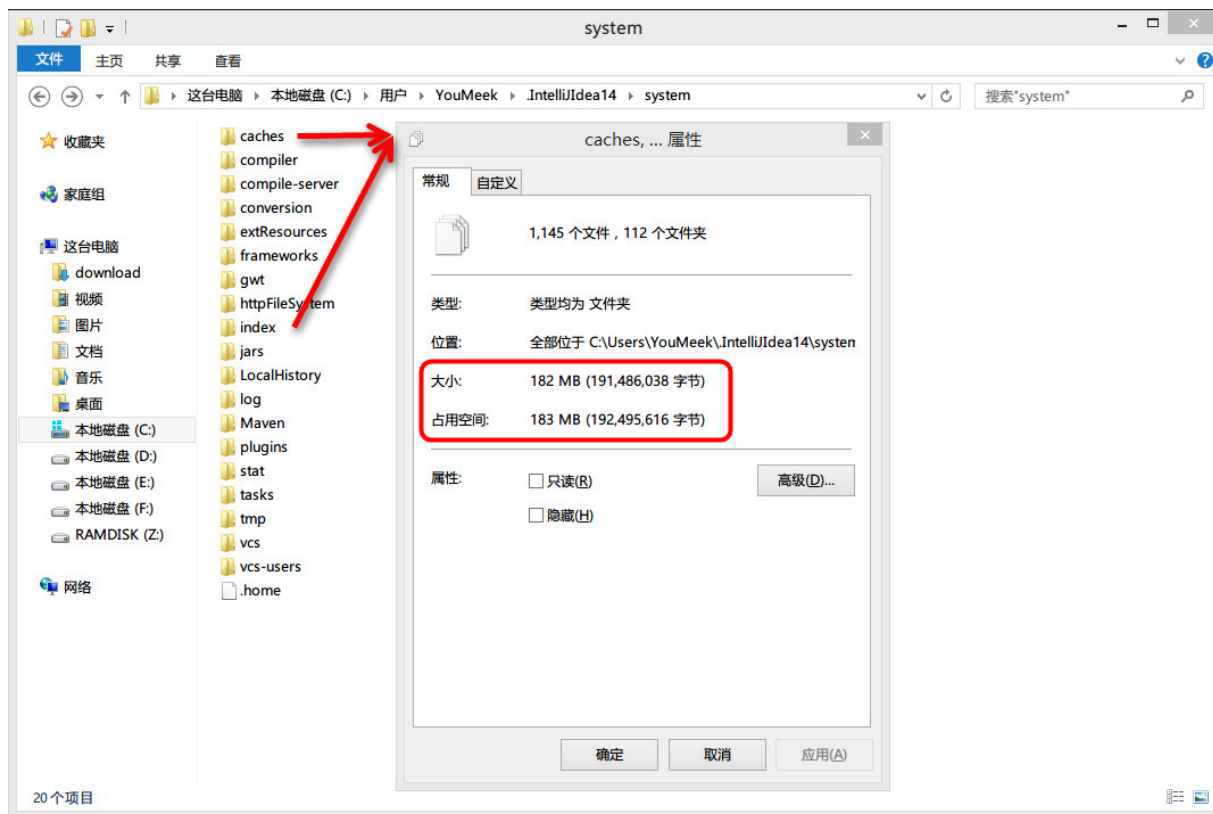 system
文件 主页 共享 查看
这台电脑 本地磁盘 (C:) 用户 YouMeek .IntelliJIdea14 system
搜索"system"
收藏夹
家庭组
这台电脑
download
视频
图片
文档
音乐
桌面
本地磁盘 (C:)
本地磁盘 (D:)
本地磁盘 (E:)
本地磁盘 (F:)
RAMDISK (Z:)
网络
caches
compiler
compile-server
conversion
extResources
frameworks
gwt
httpFileSystem
index
jars
LocalHistory
log
Maven
plugins
stat
tasks
tmp
vcs
vcs-users
.home
caches, ... 属性
常规 自定义
1,145 个文件，112 个文件夹
类型: 类型均为 文件夹
位置: 全部位于 C:\Users\YouMeek\.IntelliJIdea14\system
大小: 182 MB (191,486,038 字节)
占用空间: 183 MB (192,495,616 字节)
属性: 只读(R) 高级(D)...
隐藏(H)
确定 取消 应用(A)
20 个项目